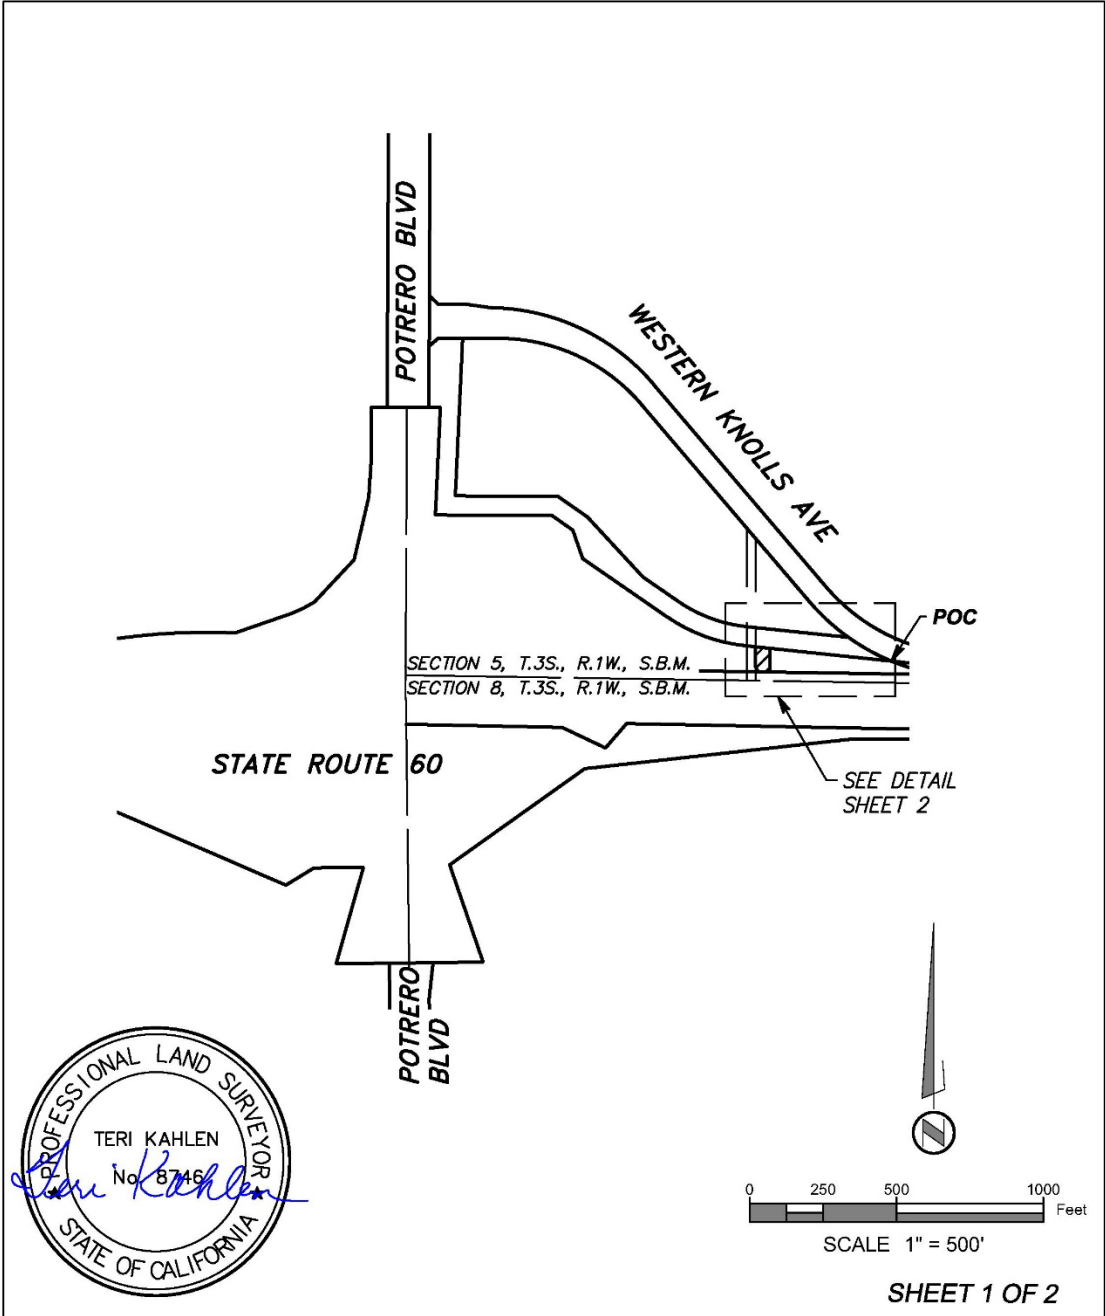 POTRERO BLVD
WESTERN KNOLLS AVE
POC
SECTION 5, T.3S., R.1W., S.B.M.
SECTION 8, T.3S., R.1W., S.B.M.
STATE ROUTE 60
SEE DETAIL
SHEET 2
POTRERO
BLVD
PROFESSIONAL LAND SURVEYOR
TERI KAHLEN
No. 8746
Teri Kahlen
STATE OF CALIFORNIA
N
0 250 500 1000
Feet
SCALE 1" = 500'
SHEET 1 OF 2